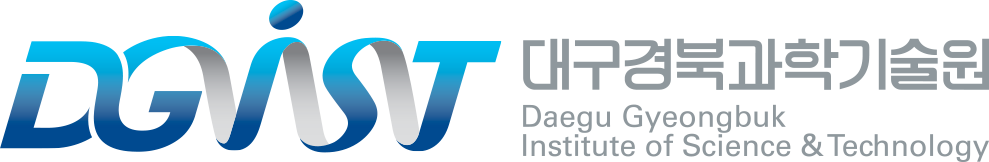 DGIST
대구경북과학기술원
Daegu Gyeongbuk
Institute of Science & Technology